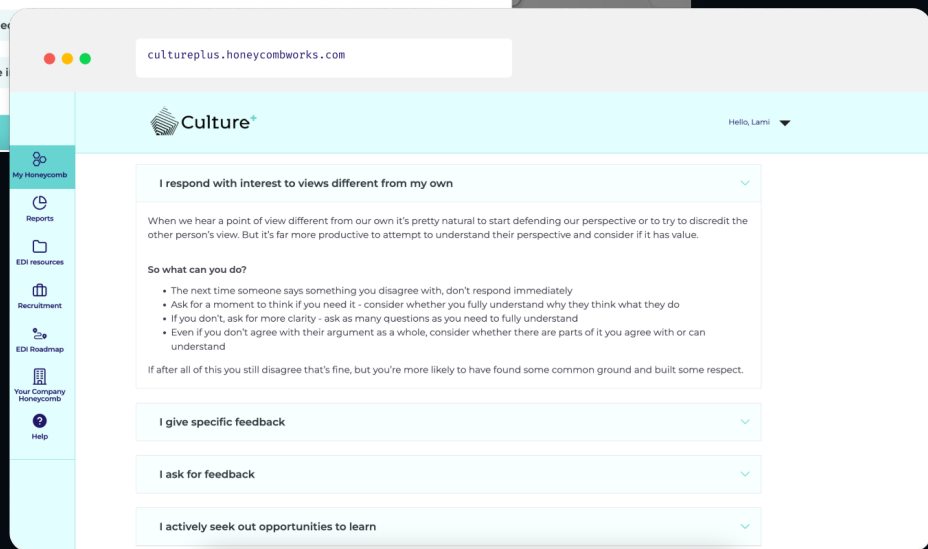 cultureplus.honeycombworks.com
Culture+
Hello, Lami
My Honeycomb
Reports
EDI resources
Recruitment
EDI Roadmap
Your Company
Honeycomb
?
Help
I respond with interest to views different from my own
When we hear a point of view different from our own it's pretty natural to start defending our perspective or to try to discredit the
other person's view. But it's far more productive to attempt to understand their perspective and consider if it has value.
So what can you do?
• The next time someone says something you disagree with, don't respond immediately
• Ask for a moment to think if you need it - consider whether you fully understand why they think what they do
• If you don't, ask for more clarity - ask as many questions as you need to fully understand
• Even if you don't agree with their argument as a whole, consider whether there are parts of it you agree with or can
understand
If after all of this you still disagree that's fine, but you're more likely to have found some common ground and built some respect.
I give specific feedback
I ask for feedback
I actively seek out opportunities to learn